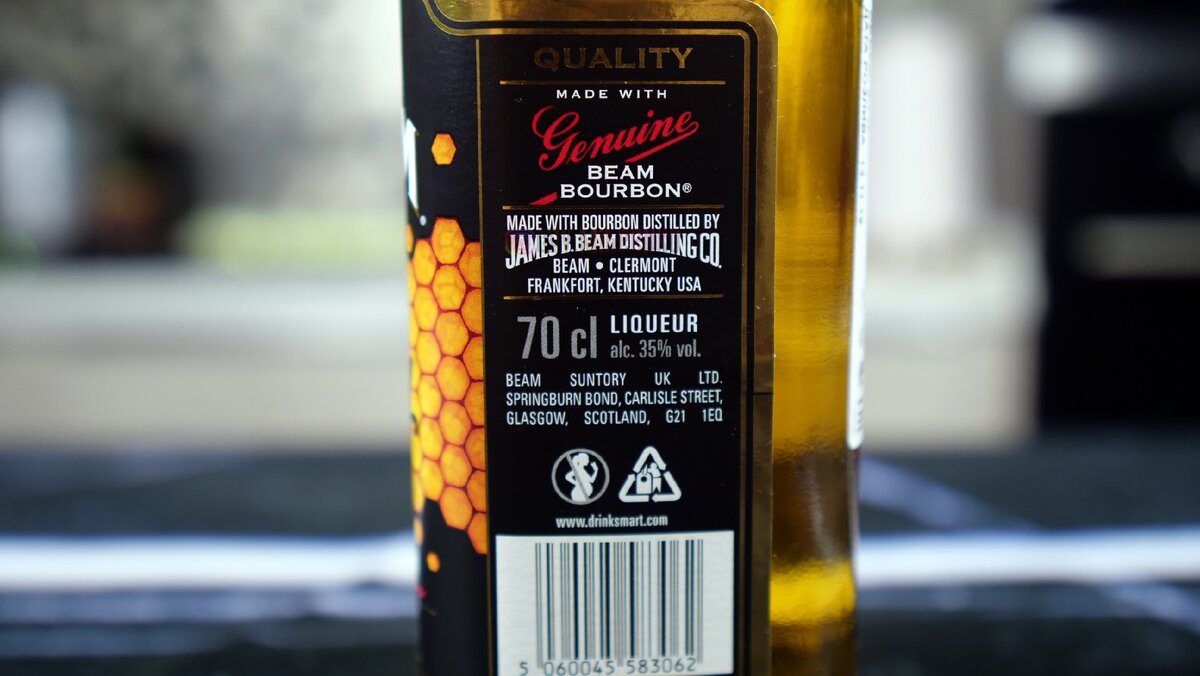 QUALITY
MADE WITH
Genuine
BEAM
BOURBON®
MADE WITH BOURBON DISTILLED BY
JAMES B. BEAM DISTILLING CO.
BEAM • CLERMONT
FRANKFORT, KENTUCKY USA
70 cl LIQUEUR
alc. 35% vol.
BEAM SUNTORY UK LTD.
SPRINGBURN BOND, CARLISLE STREET,
GLASGOW, SCOTLAND, G21 1EQ
www.drinksmart.com
5 060045 583062